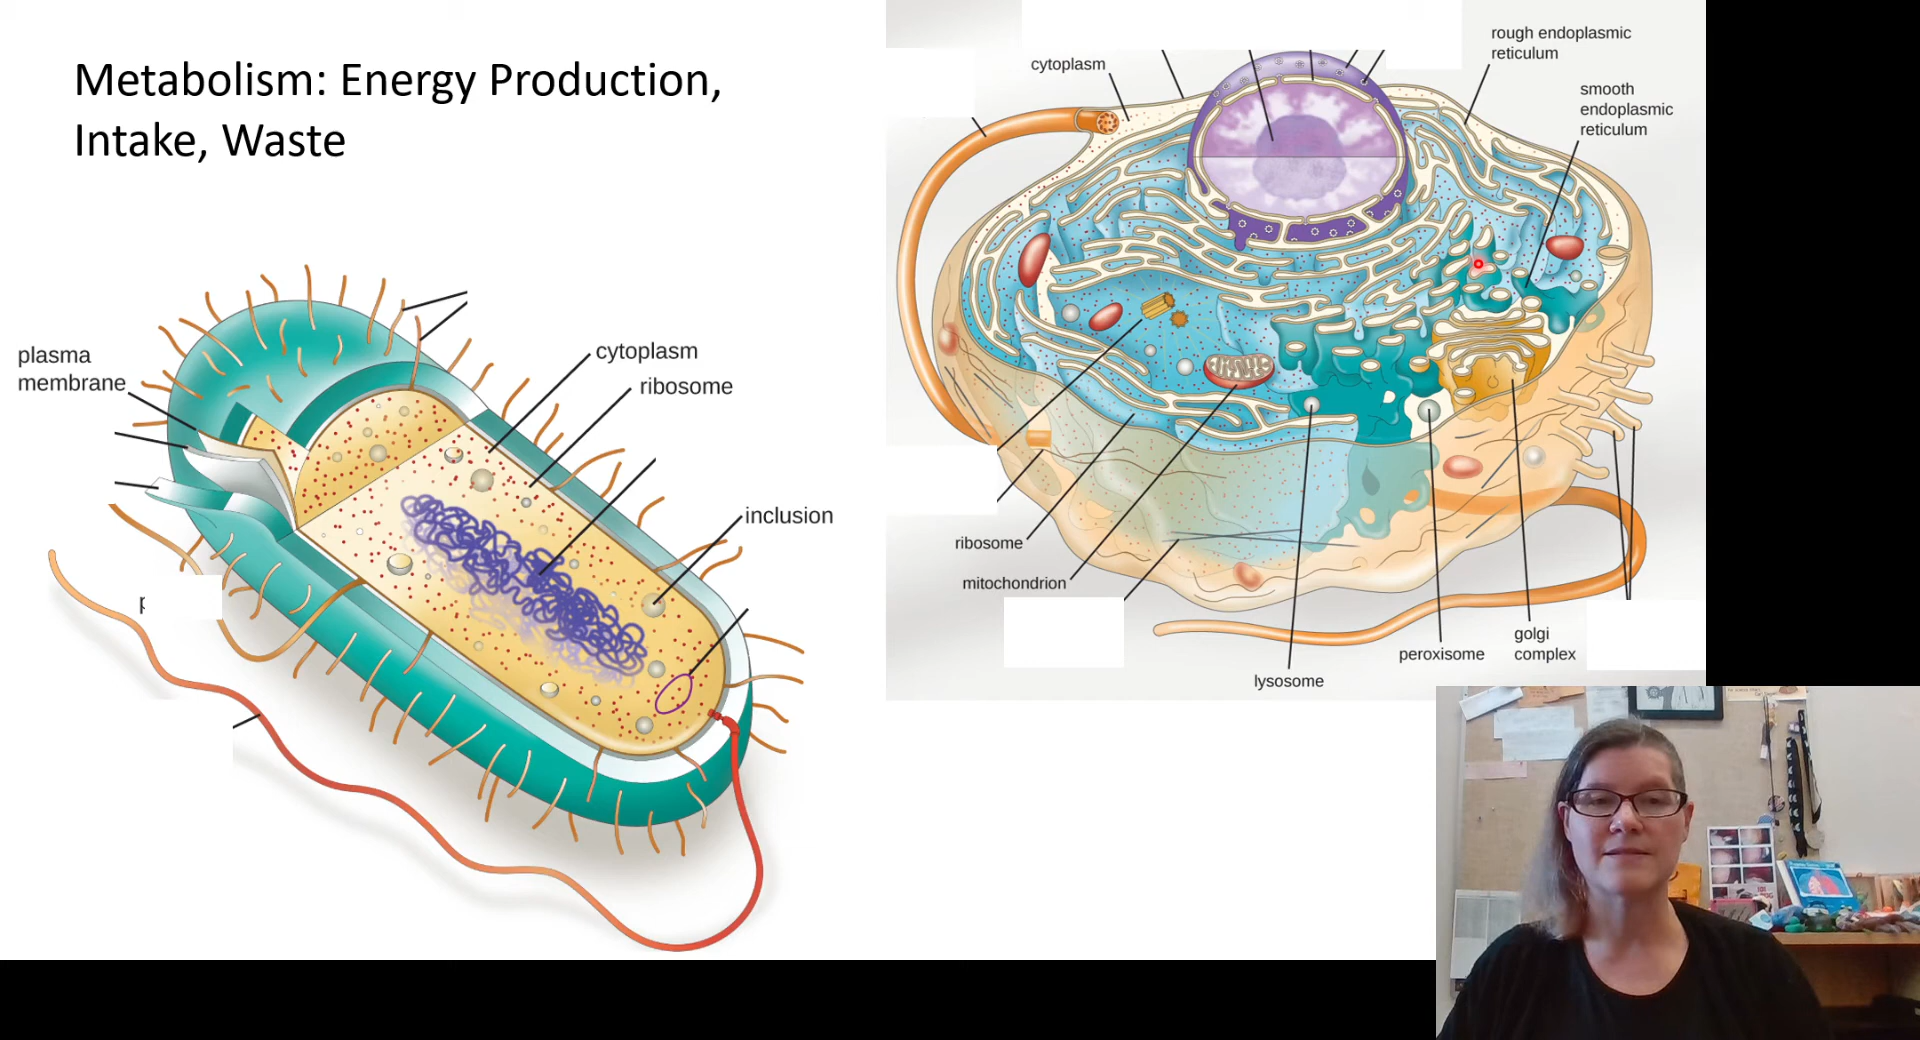 Metabolism: Energy Production,
Intake, Waste
plasma
membrane
cytoplasm
ribosome
inclusion
cytoplasm
rough endoplasmic
reticulum
smooth
endoplasmic
reticulum
ribosome
mitochondrion
lysosome
peroxisome
golgi
complex